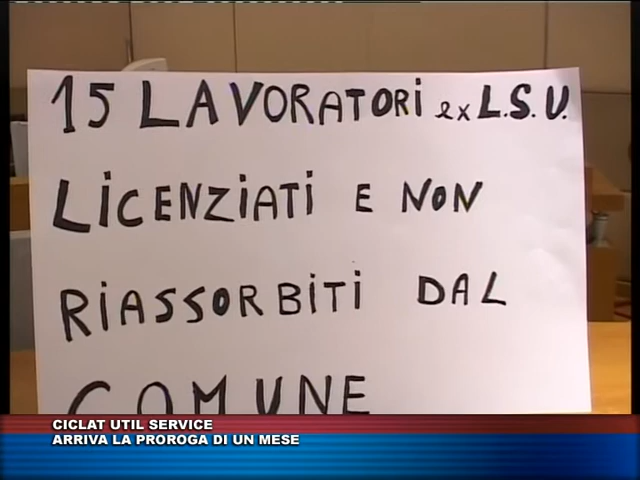 15 LAVORATORI ex L.S.U.
LICENZIATI E NON
RIASSORBITI DAL
COMUNE
CICLAT UTIL SERVICE
ARRIVA LA PROROGA DI UN MESE